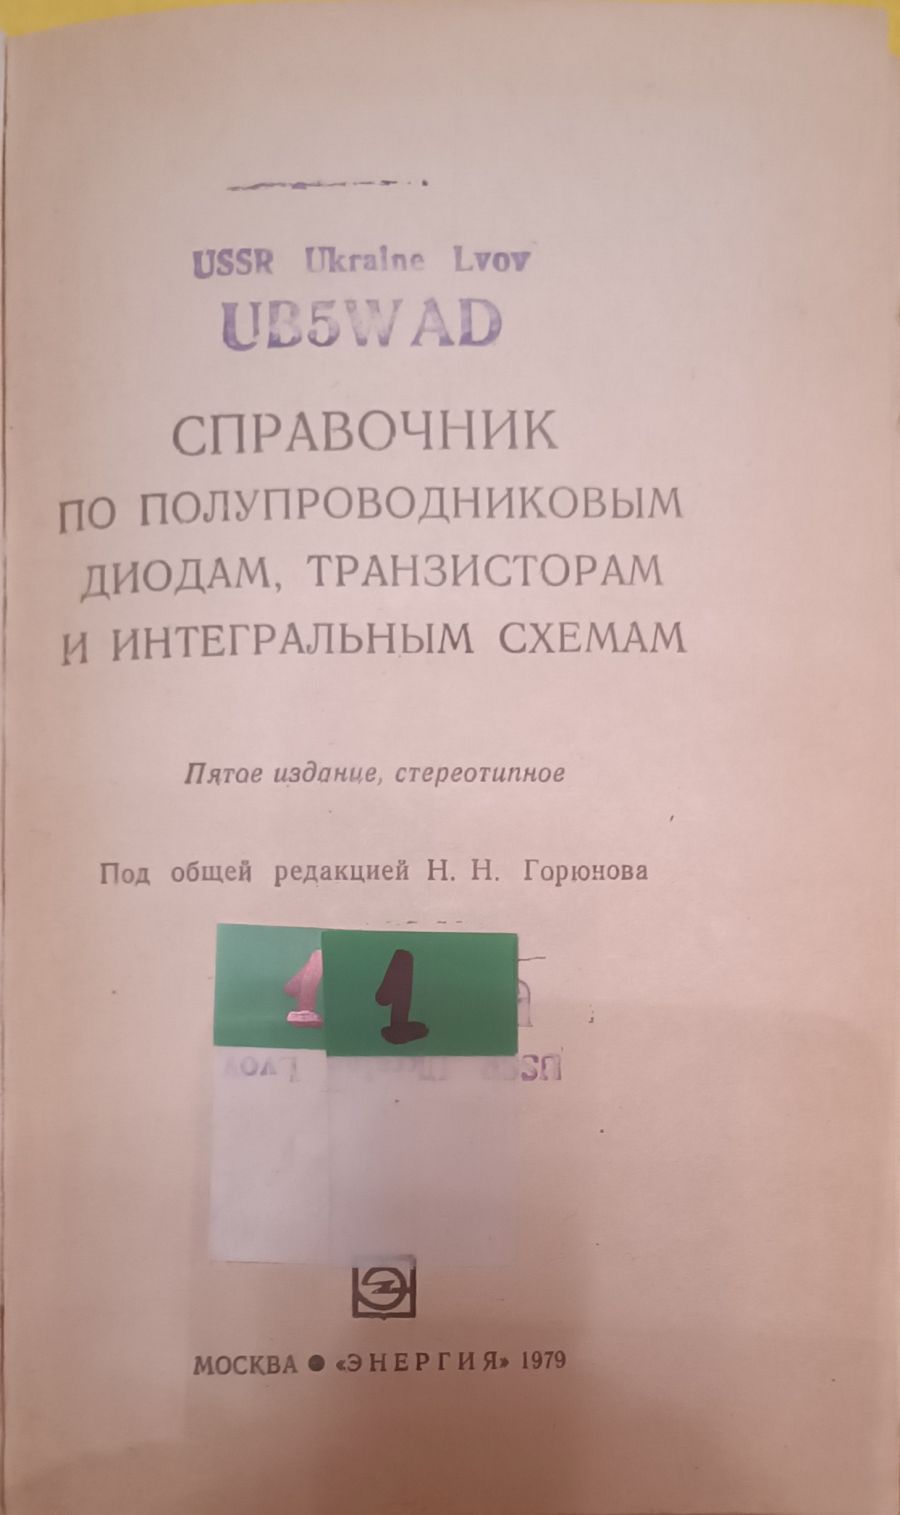 USSR Ukraine Lvov
UB5WAD
СПРАВОЧНИК
ПО ПОЛУПРОВОДНИКОВЫМ
ДИОДАМ, ТРАНЗИСТОРАМ
И ИНТЕГРАЛЬНЫМ СХЕМАМ
Пятое издание, стереотипное
Под общей редакцией Н. Н. Горюнова
1 1
МОСКВА ● «ЭНЕРГИЯ» 1979